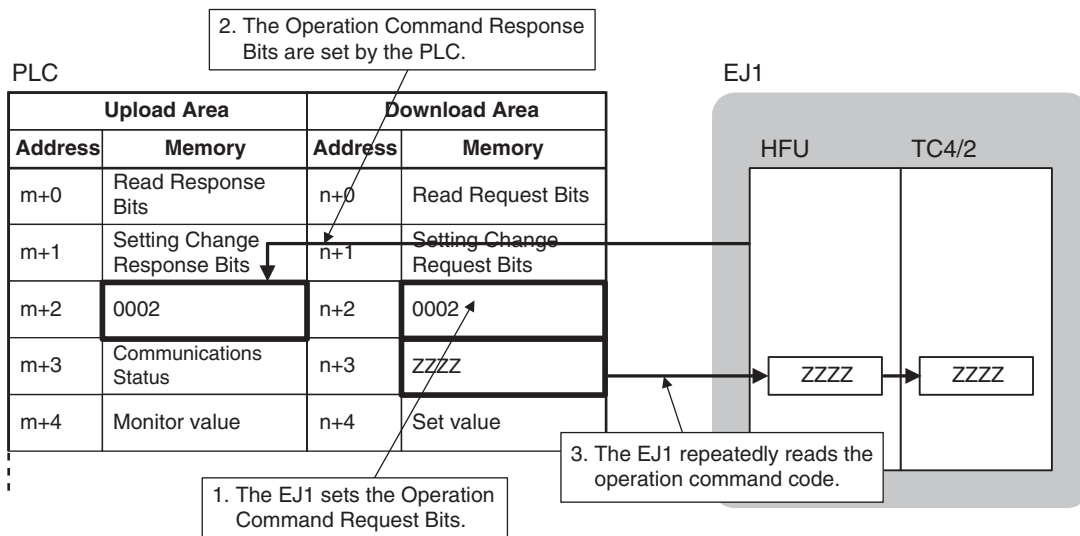 2. The Operation Command Response
Bits are set by the PLC.
PLC
EJ1
Upload Area Download Area
Address Memory Address Memory
HFU TC4/2
m+0 Read Response
Bits n+0 Read Request Bits
m+1 Setting Change
Response Bits n+1 Setting Change
Request Bits
m+2 0002 n+2 0002
m+3 Communications
Status n+3 ZZZZ
ZZZZ ZZZZ
m+4 Monitor value n+4 Set value
3. The EJ1 repeatedly reads the
operation command code.
1. The EJ1 sets the Operation
Command Request Bits.